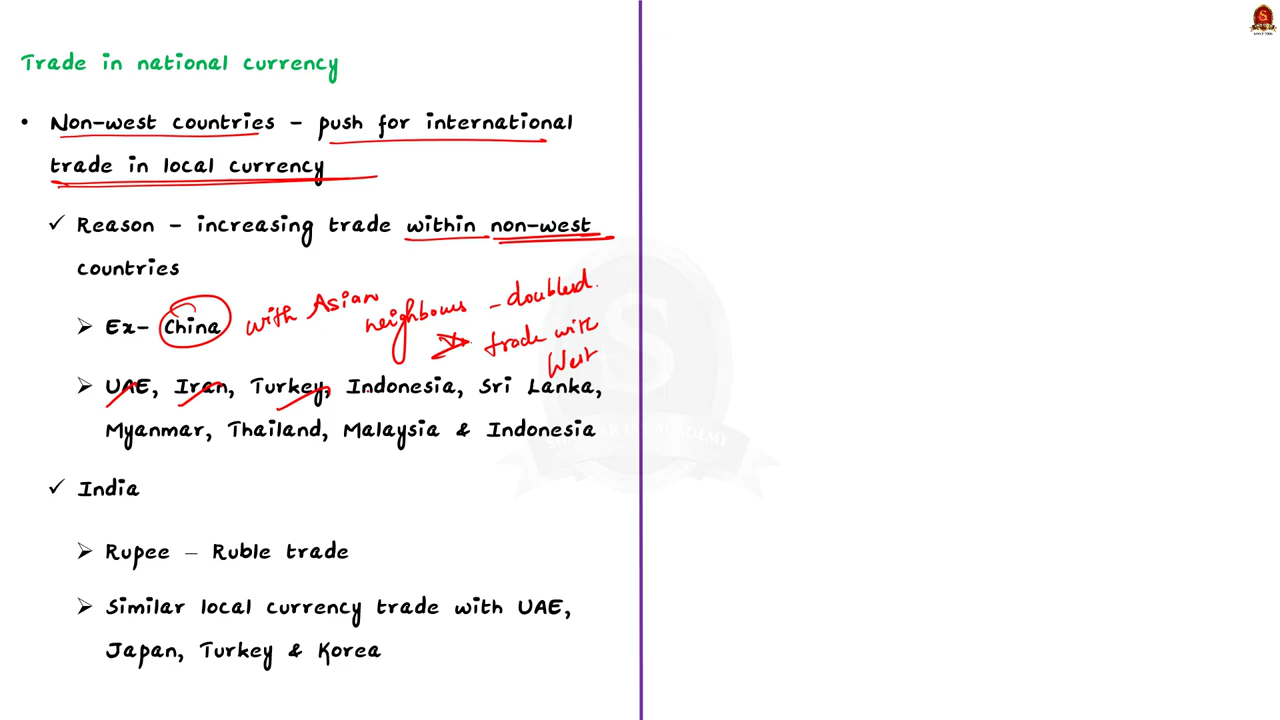 Trade in national currency
• Non-west countries - push for international
trade in local currency
✓ Reason - increasing trade within non-west
countries
➢ Ex- China with Asian neighbours - doubled.
trade with
West
➢ UAE, Iran, Turkey, Indonesia, Sri Lanka,
Myanmar, Thailand, Malaysia & Indonesia
✓ India
➢ Rupee – Ruble trade
➢ Similar local currency trade with UAE,
Japan, Turkey & Korea